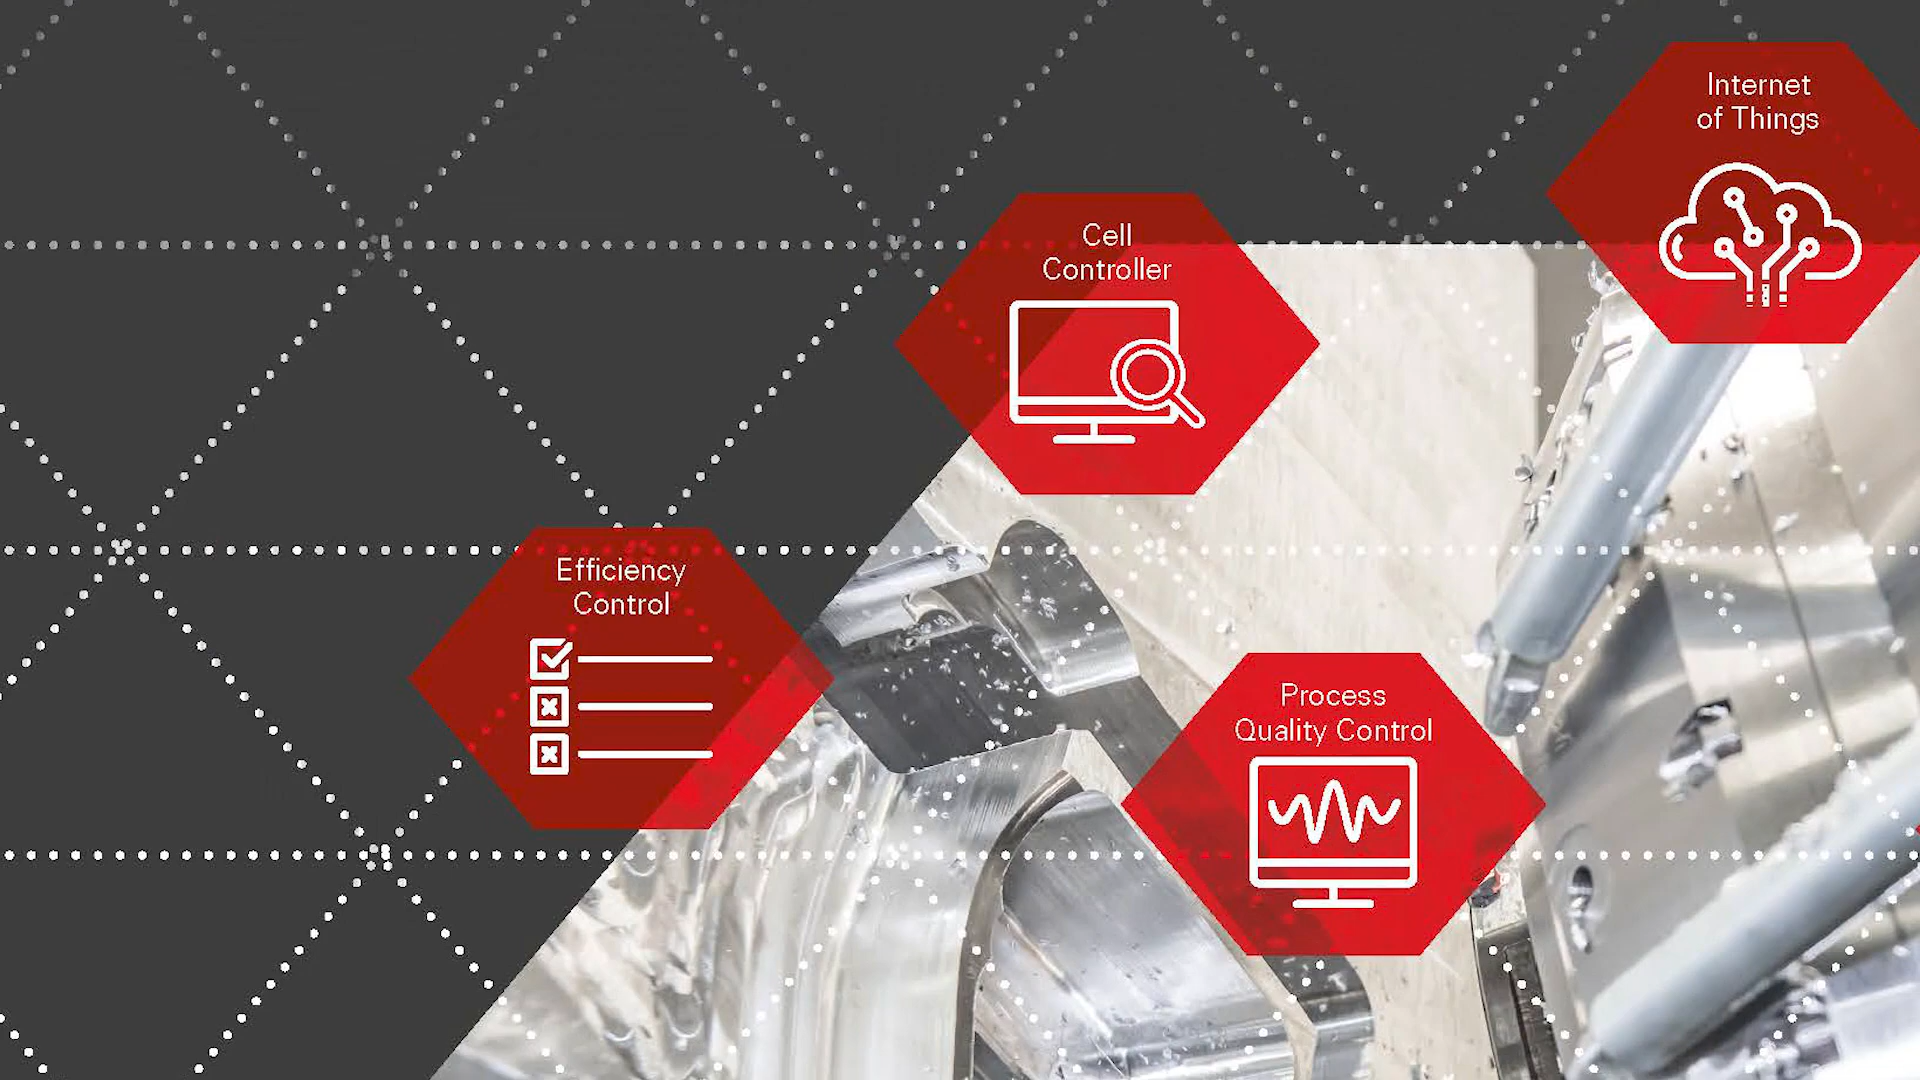 Internet
of Things
Cell
Controller
Efficiency
Control
Process
Quality Control